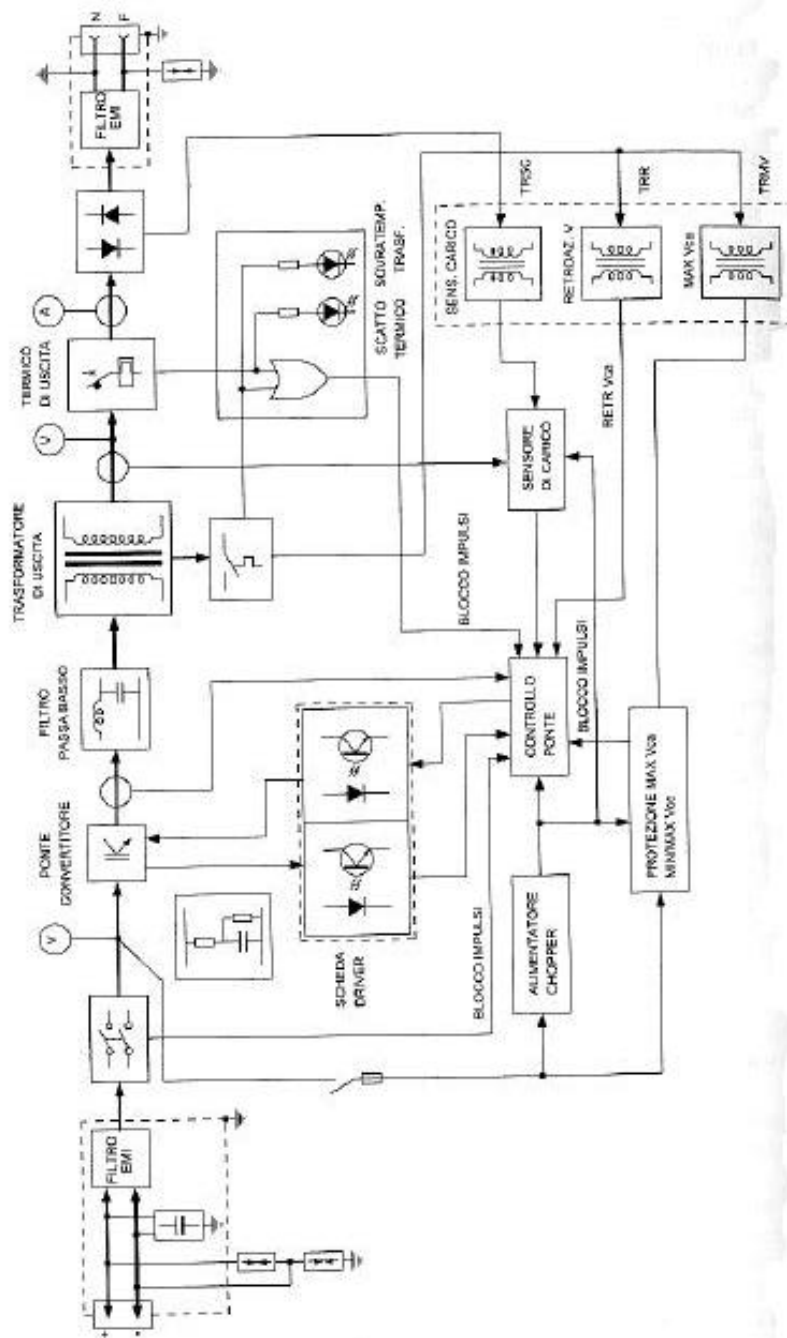 +
-
FILTRO
EMI
V
PONTE
CONVERTITORE
FILTRO
PASSA BASSO
TRASFORMATORE
DI USCITA
V
TERMICO
DI USCITA
A
FILTRO
EMI
N
F
SCHEDA
DRIVER
BLOCCO IMPULSI
BLOCCO IMPULSI
SCATTO
TERMICO
SOVRATEMP.
TRASF.
ALIMENTATORE
CHOPPER
CONTROLLO
PONTE
SENSORE
DI CARICO
BLOCCO IMPULSI
PROTEZIONE MAX Vca
MIN/MAX Vcc
RETR Vca
SENS. CARICO
RETROAZ. V
MAX Vca
TRSC
TRR
TRMV